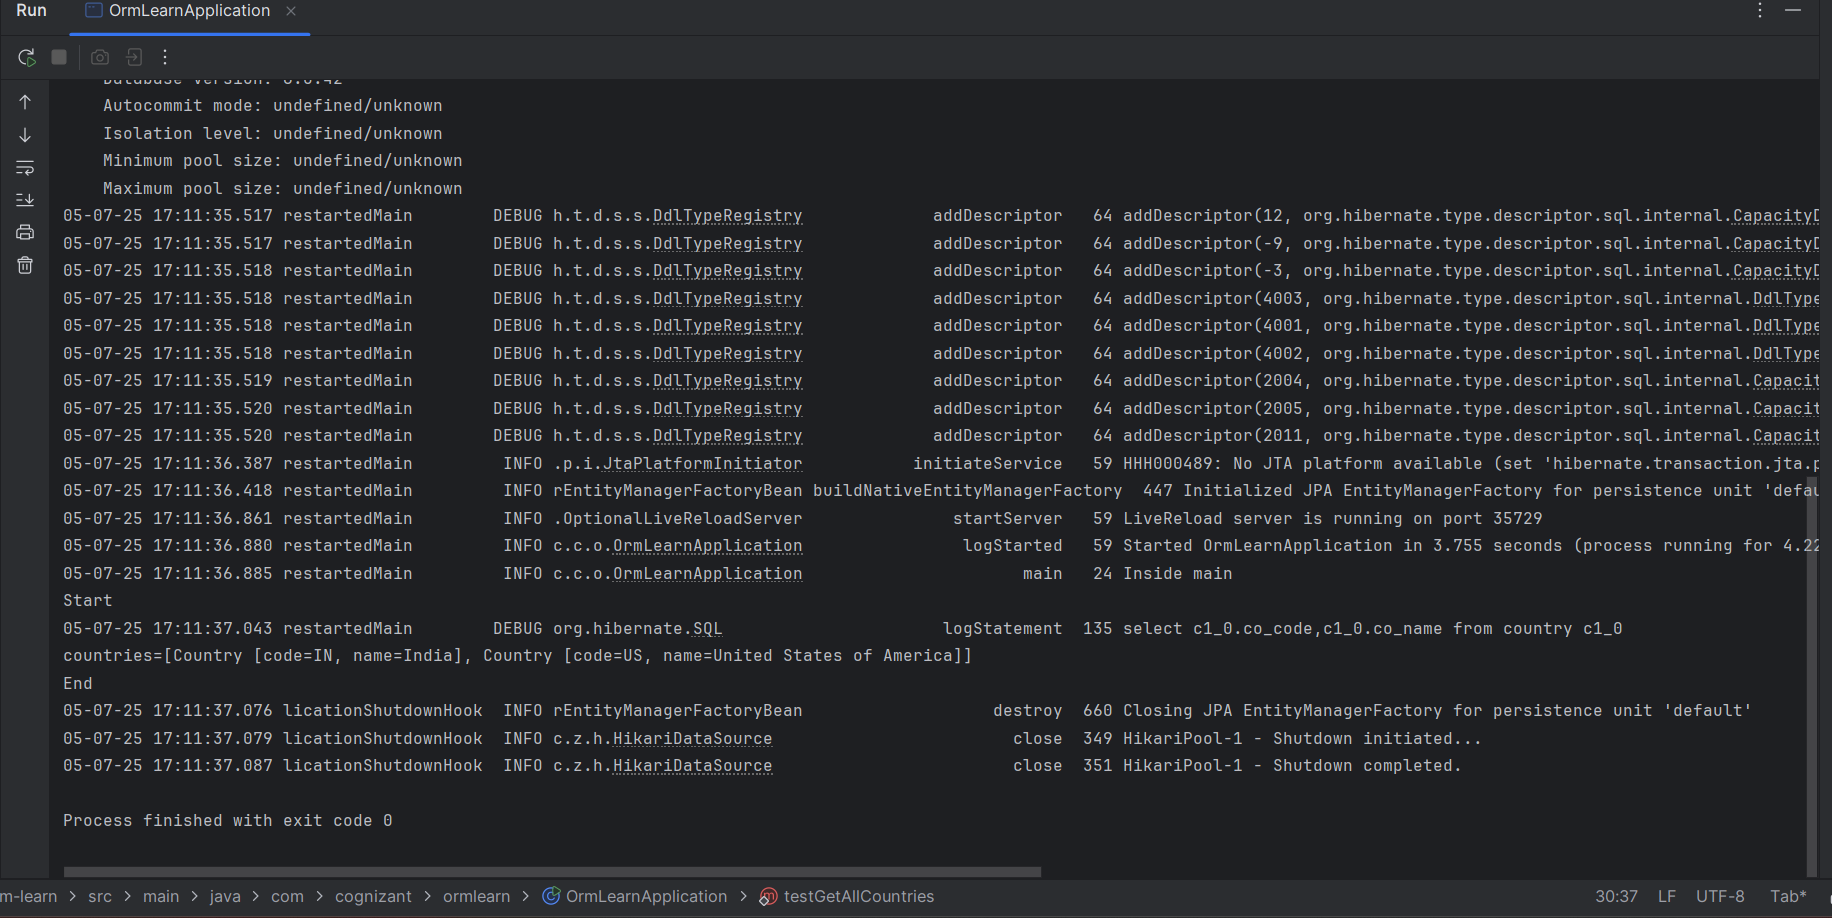 Run OrmLearnApplication
Database version: 8.0.42
Autocommit mode: undefined/unknown
Isolation level: undefined/unknown
Minimum pool size: undefined/unknown
Maximum pool size: undefined/unknown
05-07-25 17:11:35.517 restartedMain DEBUG h.t.d.s.s.DdlTypeRegistry addDescriptor 64 addDescriptor(12, org.hibernate.type.descriptor.sql.internal.CapacityD
05-07-25 17:11:35.517 restartedMain DEBUG h.t.d.s.s.DdlTypeRegistry addDescriptor 64 addDescriptor(-9, org.hibernate.type.descriptor.sql.internal.CapacityD
05-07-25 17:11:35.518 restartedMain DEBUG h.t.d.s.s.DdlTypeRegistry addDescriptor 64 addDescriptor(-3, org.hibernate.type.descriptor.sql.internal.CapacityD
05-07-25 17:11:35.518 restartedMain DEBUG h.t.d.s.s.DdlTypeRegistry addDescriptor 64 addDescriptor(4003, org.hibernate.type.descriptor.sql.internal.DdlType
05-07-25 17:11:35.518 restartedMain DEBUG h.t.d.s.s.DdlTypeRegistry addDescriptor 64 addDescriptor(4001, org.hibernate.type.descriptor.sql.internal.DdlType
05-07-25 17:11:35.518 restartedMain DEBUG h.t.d.s.s.DdlTypeRegistry addDescriptor 64 addDescriptor(4002, org.hibernate.type.descriptor.sql.internal.DdlType
05-07-25 17:11:35.519 restartedMain DEBUG h.t.d.s.s.DdlTypeRegistry addDescriptor 64 addDescriptor(2004, org.hibernate.type.descriptor.sql.internal.Capacit
05-07-25 17:11:35.520 restartedMain DEBUG h.t.d.s.s.DdlTypeRegistry addDescriptor 64 addDescriptor(2005, org.hibernate.type.descriptor.sql.internal.Capacit
05-07-25 17:11:35.520 restartedMain DEBUG h.t.d.s.s.DdlTypeRegistry addDescriptor 64 addDescriptor(2011, org.hibernate.type.descriptor.sql.internal.Capacit
05-07-25 17:11:36.387 restartedMain INFO .p.i.JtaPlatformInitiator initiateService 59 HHH000489: No JTA platform available (set 'hibernate.transaction.jta.p
05-07-25 17:11:36.418 restartedMain INFO rEntityManagerFactoryBean buildNativeEntityManagerFactory 447 Initialized JPA EntityManagerFactory for persistence unit 'defau
05-07-25 17:11:36.861 restartedMain INFO .OptionalLiveReloadServer startServer 59 LiveReload server is running on port 35729
05-07-25 17:11:36.880 restartedMain INFO c.c.o.OrmLearnApplication logStarted 59 Started OrmLearnApplication in 3.755 seconds (process running for 4.22
05-07-25 17:11:36.885 restartedMain INFO c.c.o.OrmLearnApplication main 24 Inside main
Start
05-07-25 17:11:37.043 restartedMain DEBUG org.hibernate.SQL logStatement 135 select c1_0.co_code,c1_0.co_name from country c1_0
countries=[Country [code=IN, name=India], Country [code=US, name=United States of America]]
End
05-07-25 17:11:37.076 licationShutdownHook INFO rEntityManagerFactoryBean destroy 660 Closing JPA EntityManagerFactory for persistence unit 'default'
05-07-25 17:11:37.079 licationShutdownHook INFO c.z.h.HikariDataSource close 349 HikariPool-1 - Shutdown initiated...
05-07-25 17:11:37.087 licationShutdownHook INFO c.z.h.HikariDataSource close 351 HikariPool-1 - Shutdown completed.
Process finished with exit code 0
m-learn > src > main > java > com > cognizant > ormlearn > OrmLearnApplication > testGetAllCountries 30:37 LF UTF-8 Tab*